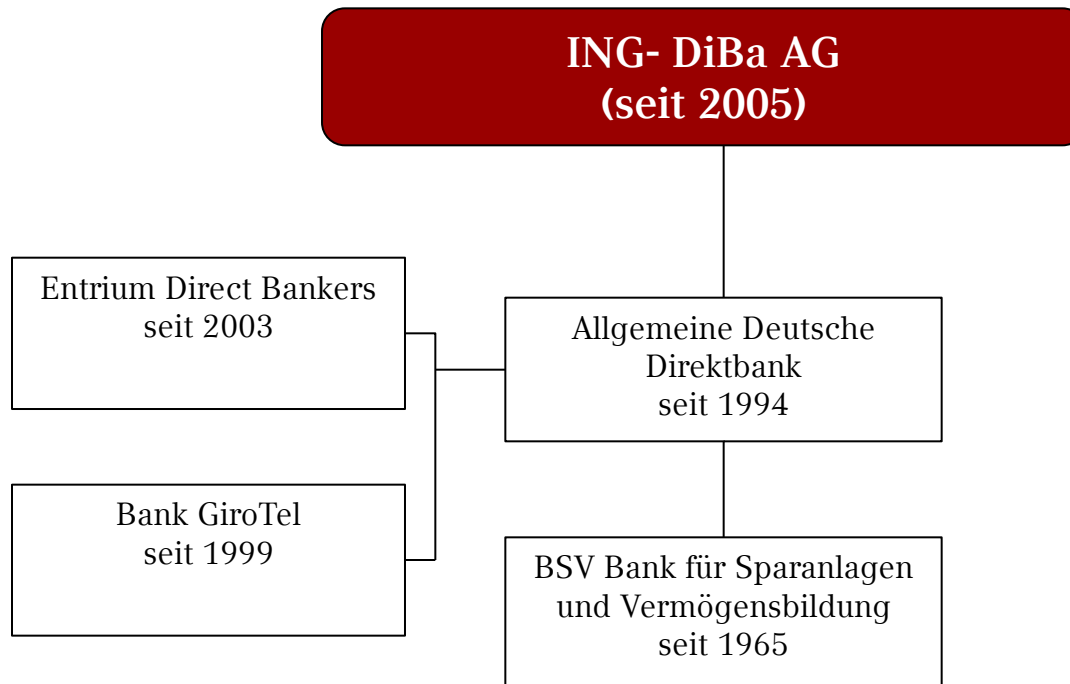 ING- DiBa AG
(seit 2005)
Entrium Direct Bankers
seit 2003
Allgemeine Deutsche
Direktbank
seit 1994
Bank GiroTel
seit 1999
BSV Bank für Sparanlagen
und Vermögensbildung
seit 1965